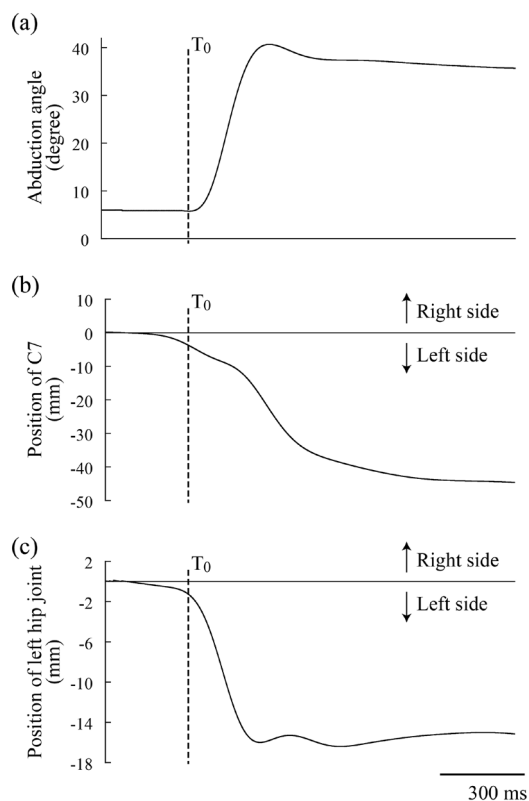 (a)
T0
Abduction angle
(degree)
40
30
20
10
0
(b)
T0
Position of C7
(mm)
10
0
-10
-20
-30
-40
-50
Right side
Left side
(c)
T0
Position of left hip joint
(mm)
2
-2
-6
-10
-14
-18
Right side
Left side
300 ms